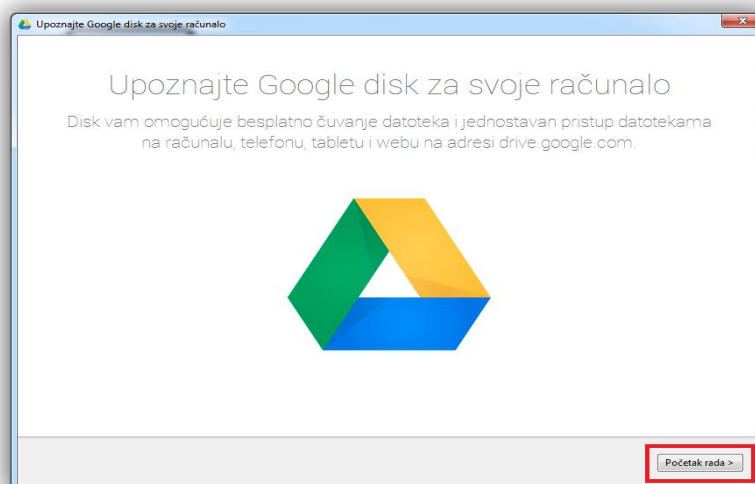 Upoznajte Google disk za svoje računalo
Upoznajte Google disk za svoje računalo
Disk vam omogućuje besplatno čuvanje datoteka i jednostavan pristup datotekama
na računalu, telefonu, tabletu i webu na adresi drive.google.com.
Početak rada >